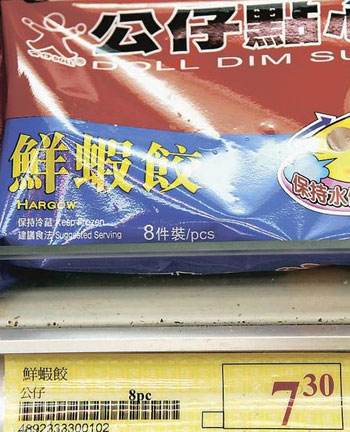 公仔點
DOLL DIM SU
鮮蝦餃
HARGOW
保持冷藏 Keep Frozen
建議食法 Suggested Serving
8件裝/pcs
保持水
鮮蝦餃
公仔
8pc
4892333300102
7.30